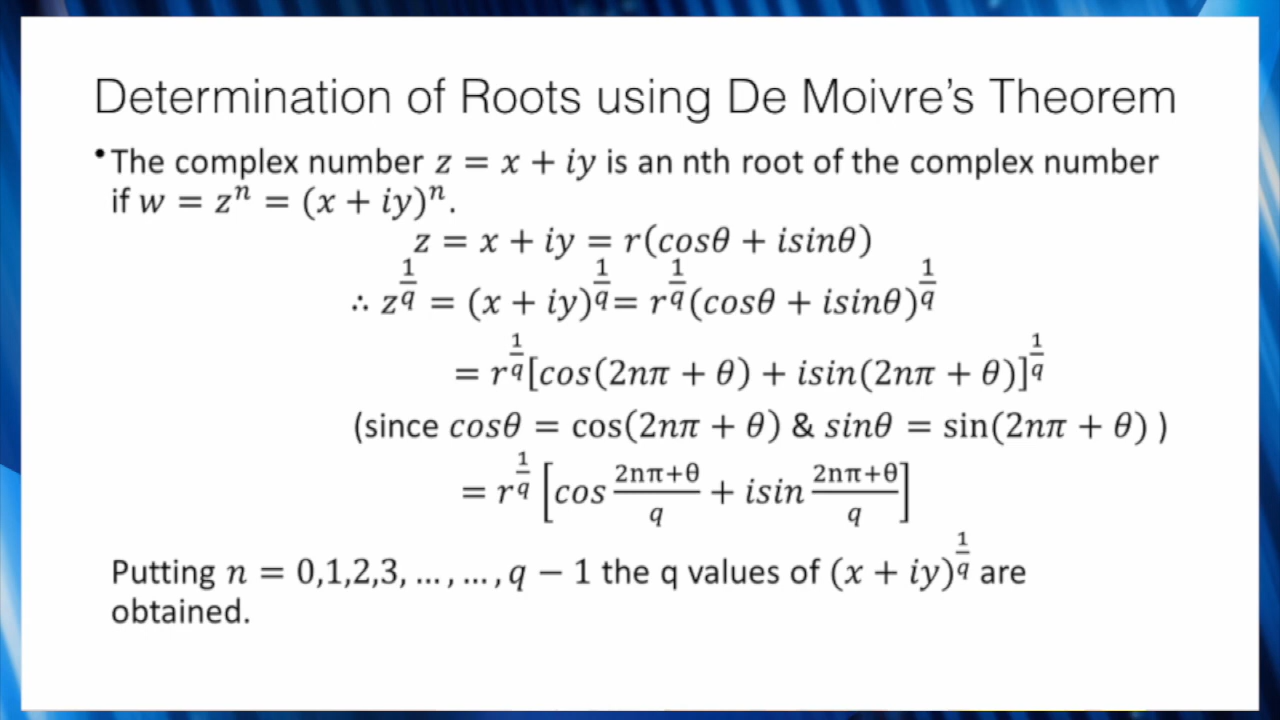 Determination of Roots using De Moivre's Theorem
• The complex number z = x + iy is an nth root of the complex number
if w = zⁿ = (x + iy)ⁿ.
z = x + iy = r(cosθ + isinθ)
∴ z^(1/q) = (x + iy)^(1/q) = r^(1/q)(cosθ + isinθ)^(1/q)
= r^(1/q)[cos(2nπ + θ) + isin(2nπ + θ)]^(1/q)
(since cosθ = cos(2nπ + θ) & sinθ = sin(2nπ + θ) )
= r^(1/q) [cos (2nπ+θ)/q + isin (2nπ+θ)/q]
Putting n = 0,1,2,3, … , … , q − 1 the q values of (x + iy)^(1/q) are
obtained.